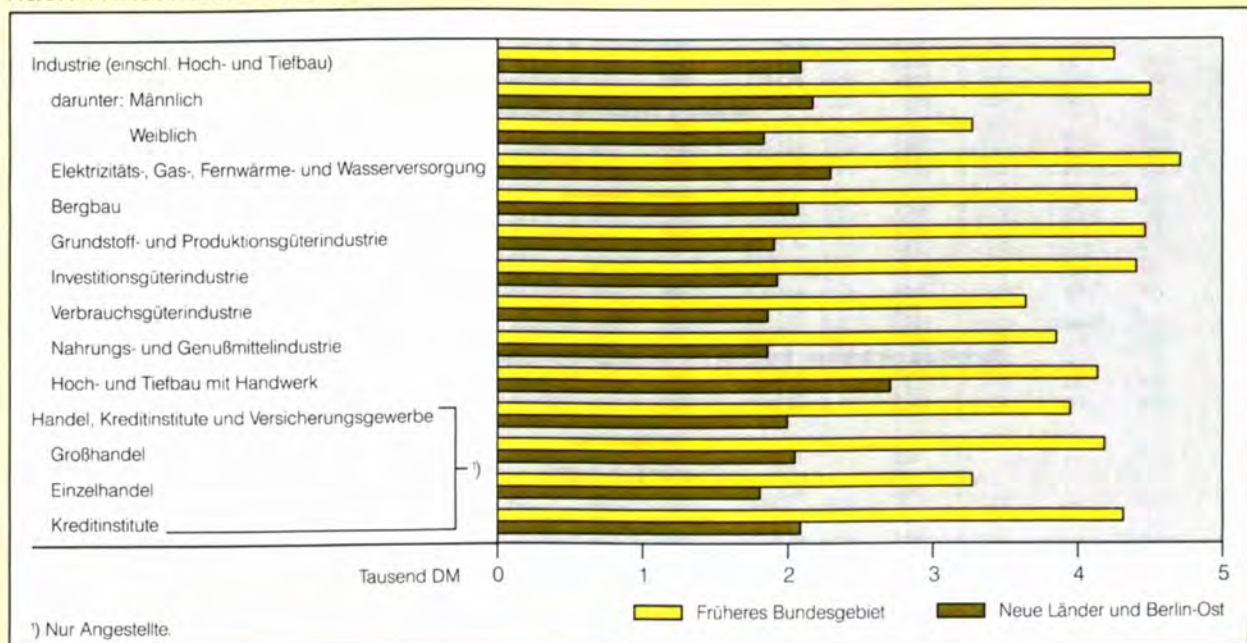 Industrie (einschl. Hoch- und Tiefbau)
darunter: Männlich
Weiblich
Elektrizitäts-, Gas-, Fernwärme- und Wasserversorgung
Bergbau
Grundstoff- und Produktionsgüterindustrie
Investitionsgüterindustrie
Verbrauchsgüterindustrie
Nahrungs- und Genußmittelindustrie
Hoch- und Tiefbau mit Handwerk
Handel, Kreditinstitute und Versicherungsgewerbe
Großhandel
¹)
Einzelhandel
Kreditinstitute
Tausend DM 0 1 2 3 4 5
Früheres Bundesgebiet Neue Länder und Berlin-Ost
¹) Nur Angestellte.